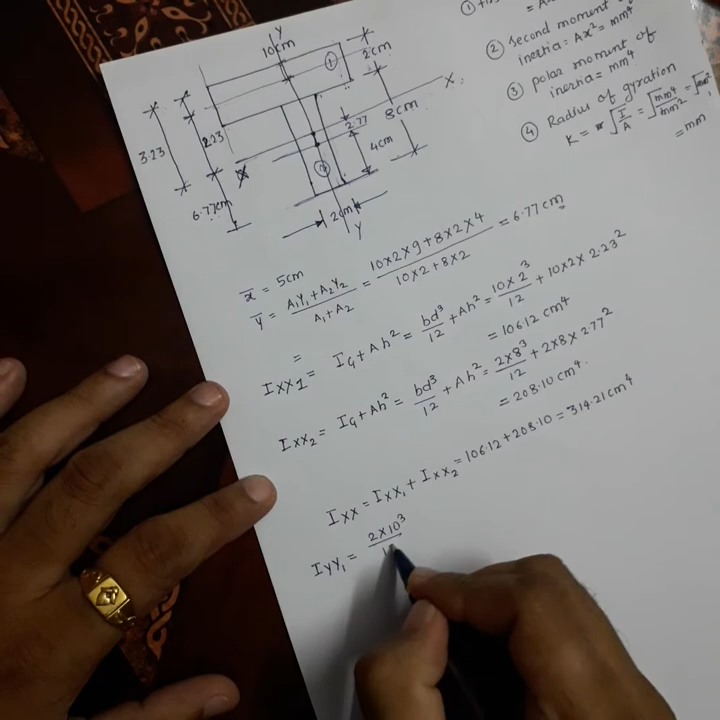 ① 
= A
② Second moment
inertia = Ax² = mm⁴
③ Polar moment of
inertia = mm⁴
④ Radius of gyration
K = √I/A = √mm⁴/mm² = √mm²
= mm
Y
10cm
①
2cm
X
8cm
2.77
3.23
2.23
4cm
②
X
6.77cm
2cm
Y
x̄ = 5cm
ȳ = A₁Y₁+A₂Y₂ / A₁+A₂ = 10×2×9+8×2×4 / 10×2+8×2 = 6.77 cm
=
IXX1 = IG+Ah² = bd³/12 + Ah² = 10×2³/12 + 10×2×2.23²
= 106.12 cm⁴
IXX₂ = IG+Ah² = bd³/12 + Ah² = 2×8³/12 + 2×8×2.77²
= 208.10 cm⁴.
IXX = IXX₁ + IXX₂ = 106.12+208.10 = 314.21 cm⁴
IYY₁ = 2×10³/1